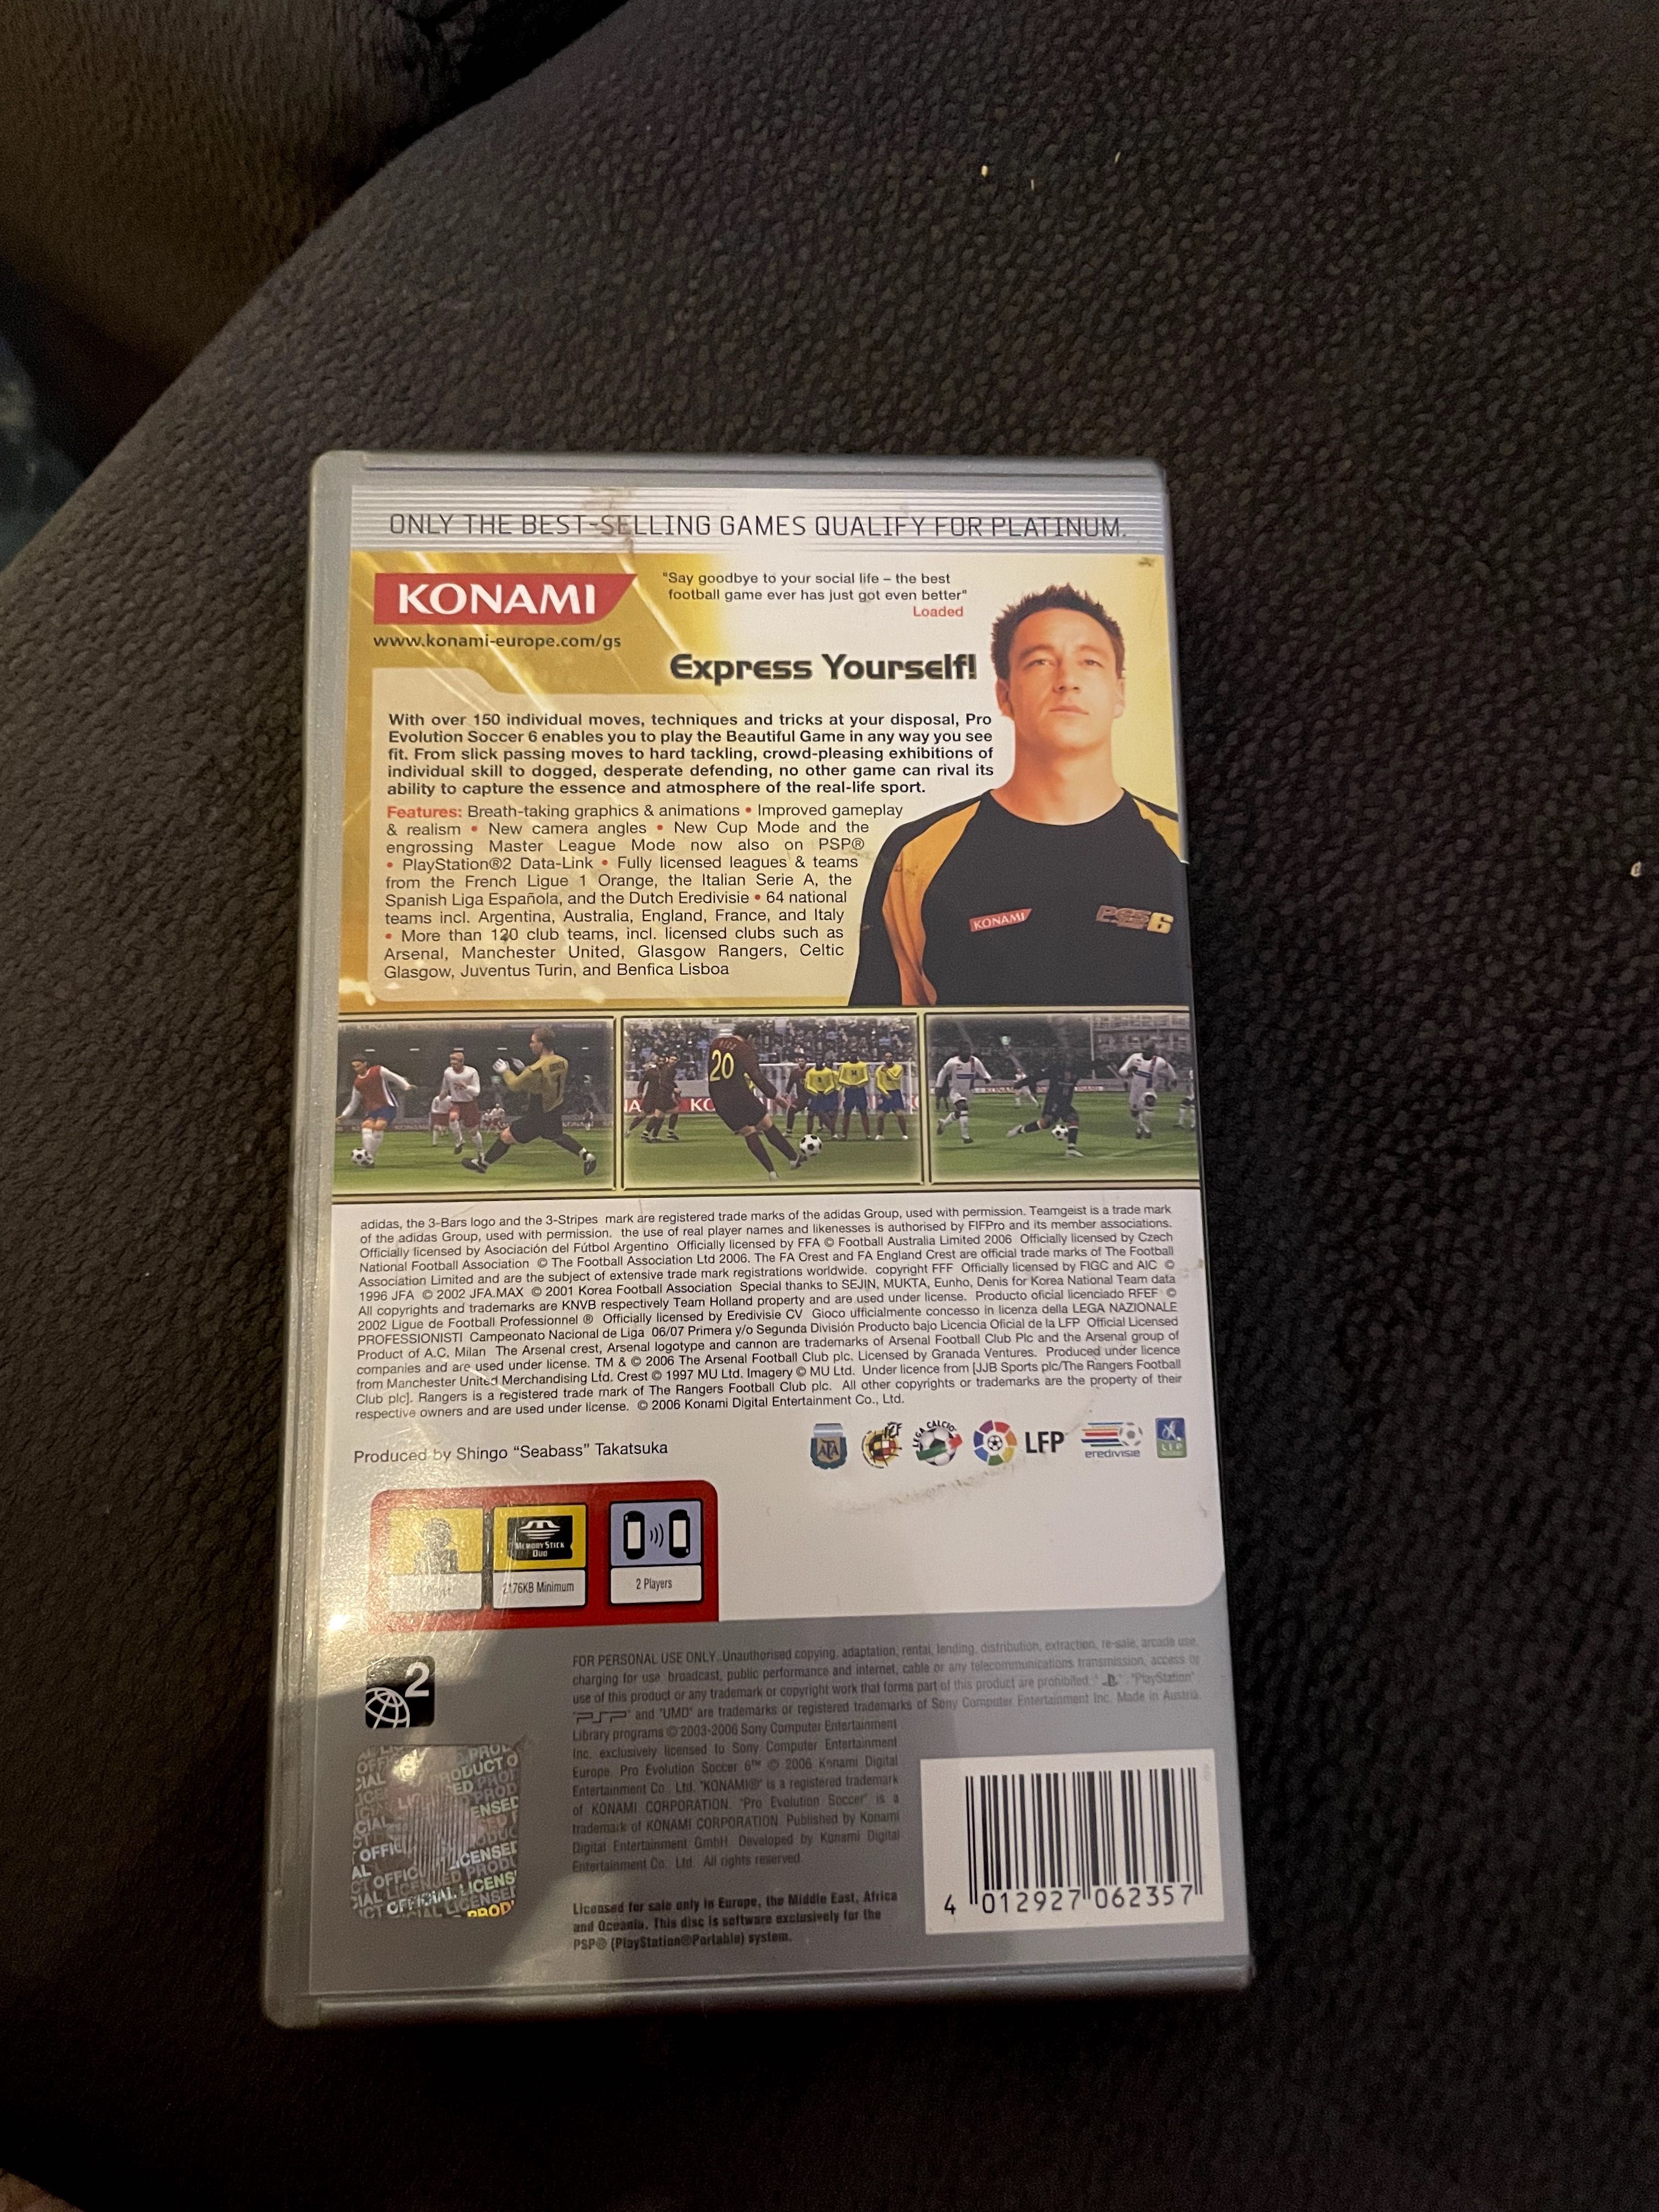 ONLY THE BEST-SELLING GAMES QUALIFY FOR PLATINUM.
KONAMI
www.konami-europe.com/gs
"Say goodbye to your social life – the best
football game ever has just got even better"
Loaded
Express Yourself!
With over 150 individual moves, techniques and tricks at your disposal, Pro
Evolution Soccer 6 enables you to play the Beautiful Game in any way you see
fit. From slick passing moves to hard tackling, crowd-pleasing exhibitions of
individual skill to dogged, desperate defending, no other game can rival its
ability to capture the essence and atmosphere of the real-life sport.
Features: Breath-taking graphics & animations • Improved gameplay
& realism • New camera angles • New Cup Mode and the
engrossing Master League Mode now also on PSP®
• PlayStation®2 Data-Link • Fully licensed leagues & teams
from the French Ligue 1 Orange, the Italian Serie A, the
Spanish Liga Española, and the Dutch Eredivisie • 64 national
teams incl. Argentina, Australia, England, France, and Italy
• More than 120 club teams, incl. licensed clubs such as
Arsenal, Manchester United, Glasgow Rangers, Celtic
Glasgow, Juventus Turin, and Benfica Lisboa
KONAMI
PES6
20
adidas, the 3-Bars logo and the 3-Stripes mark are registered trade marks of the adidas Group, used with permission. Teamgeist is a trade mark
of the adidas Group, used with permission. the use of real player names and likenesses is authorised by FIFPro and its member associations.
Officially licensed by Asociación del Fútbol Argentino Officially licensed by FFA © Football Australia Limited 2006 Officially licensed by Czech
National Football Association © The Football Association Ltd 2006. The FA Crest and FA England Crest are official trade marks of The Football
Association Limited and are the subject of extensive trade mark registrations worldwide. copyright FFF Officially licensed by FIGC and AIC ©
1996 JFA © 2002 JFA.MAX © 2001 Korea Football Association Special thanks to SEJIN, MUKTA, Eunho, Denis for Korea National Team data
All copyrights and trademarks are KNVB respectively Team Holland property and are used under license. Producto oficial licenciado RFEF ©
2002 Ligue de Football Professionnel ® Officially licensed by Eredivisie CV Gioco ufficialmente concesso in licenza della LEGA NAZIONALE
PROFESSIONISTI Campeonato Nacional de Liga 06/07 Primera y/o Segunda División Producto bajo Licencia Oficial de la LFP Official Licensed
Product of A.C. Milan The Arsenal crest, Arsenal logotype and cannon are trademarks of Arsenal Football Club Plc and the Arsenal group of
companies and are used under license. TM & © 2006 The Arsenal Football Club plc. Licensed by Granada Ventures. Produced under licence
from Manchester United Merchandising Ltd. Crest © 1997 MU Ltd. Imagery © MU Ltd. Under licence from [JJB Sports plc/The Rangers Football
Club plc]. Rangers is a registered trade mark of The Rangers Football Club plc. All other copyrights or trademarks are the property of their
respective owners and are used under license. © 2006 Konami Digital Entertainment Co., Ltd.
Produced by Shingo “Seabass” Takatsuka
AFA
LEGA CALCIO
LFP
eredivisie
LFP
MEMORY STICK
DUO
1 Player
2176KB Minimum
2 Players
2
FOR PERSONAL USE ONLY. Unauthorised copying, adaptation, rental, lending, distribution, extraction, re-sale, arcade use,
charging for use, broadcast, public performance and internet, cable or any telecommunications transmission, access or
use of this product or any trademark or copyright work that forms part of this product are prohibited. " ", "PlayStation",
"PSP" and "UMD" are trademarks or registered trademarks of Sony Computer Entertainment Inc. Made in Austria.
Library programs © 2003-2006 Sony Computer Entertainment
Inc. exclusively licensed to Sony Computer Entertainment
Europe. Pro Evolution Soccer 6™ © 2006 Konami Digital
Entertainment Co., Ltd. "KONAMI®" is a registered trademark
of KONAMI CORPORATION. "Pro Evolution Soccer" is a
trademark of KONAMI CORPORATION. Published by Konami
Digital Entertainment GmbH. Developed by Konami Digital
Entertainment Co., Ltd. All rights reserved.
Licensed for sale only in Europe, the Middle East, Africa
and Oceania. This disc is software exclusively for the
PSP® (PlayStation®Portable) system.
OFFICIAL LICENSED PRODUCT
4 012927 062357